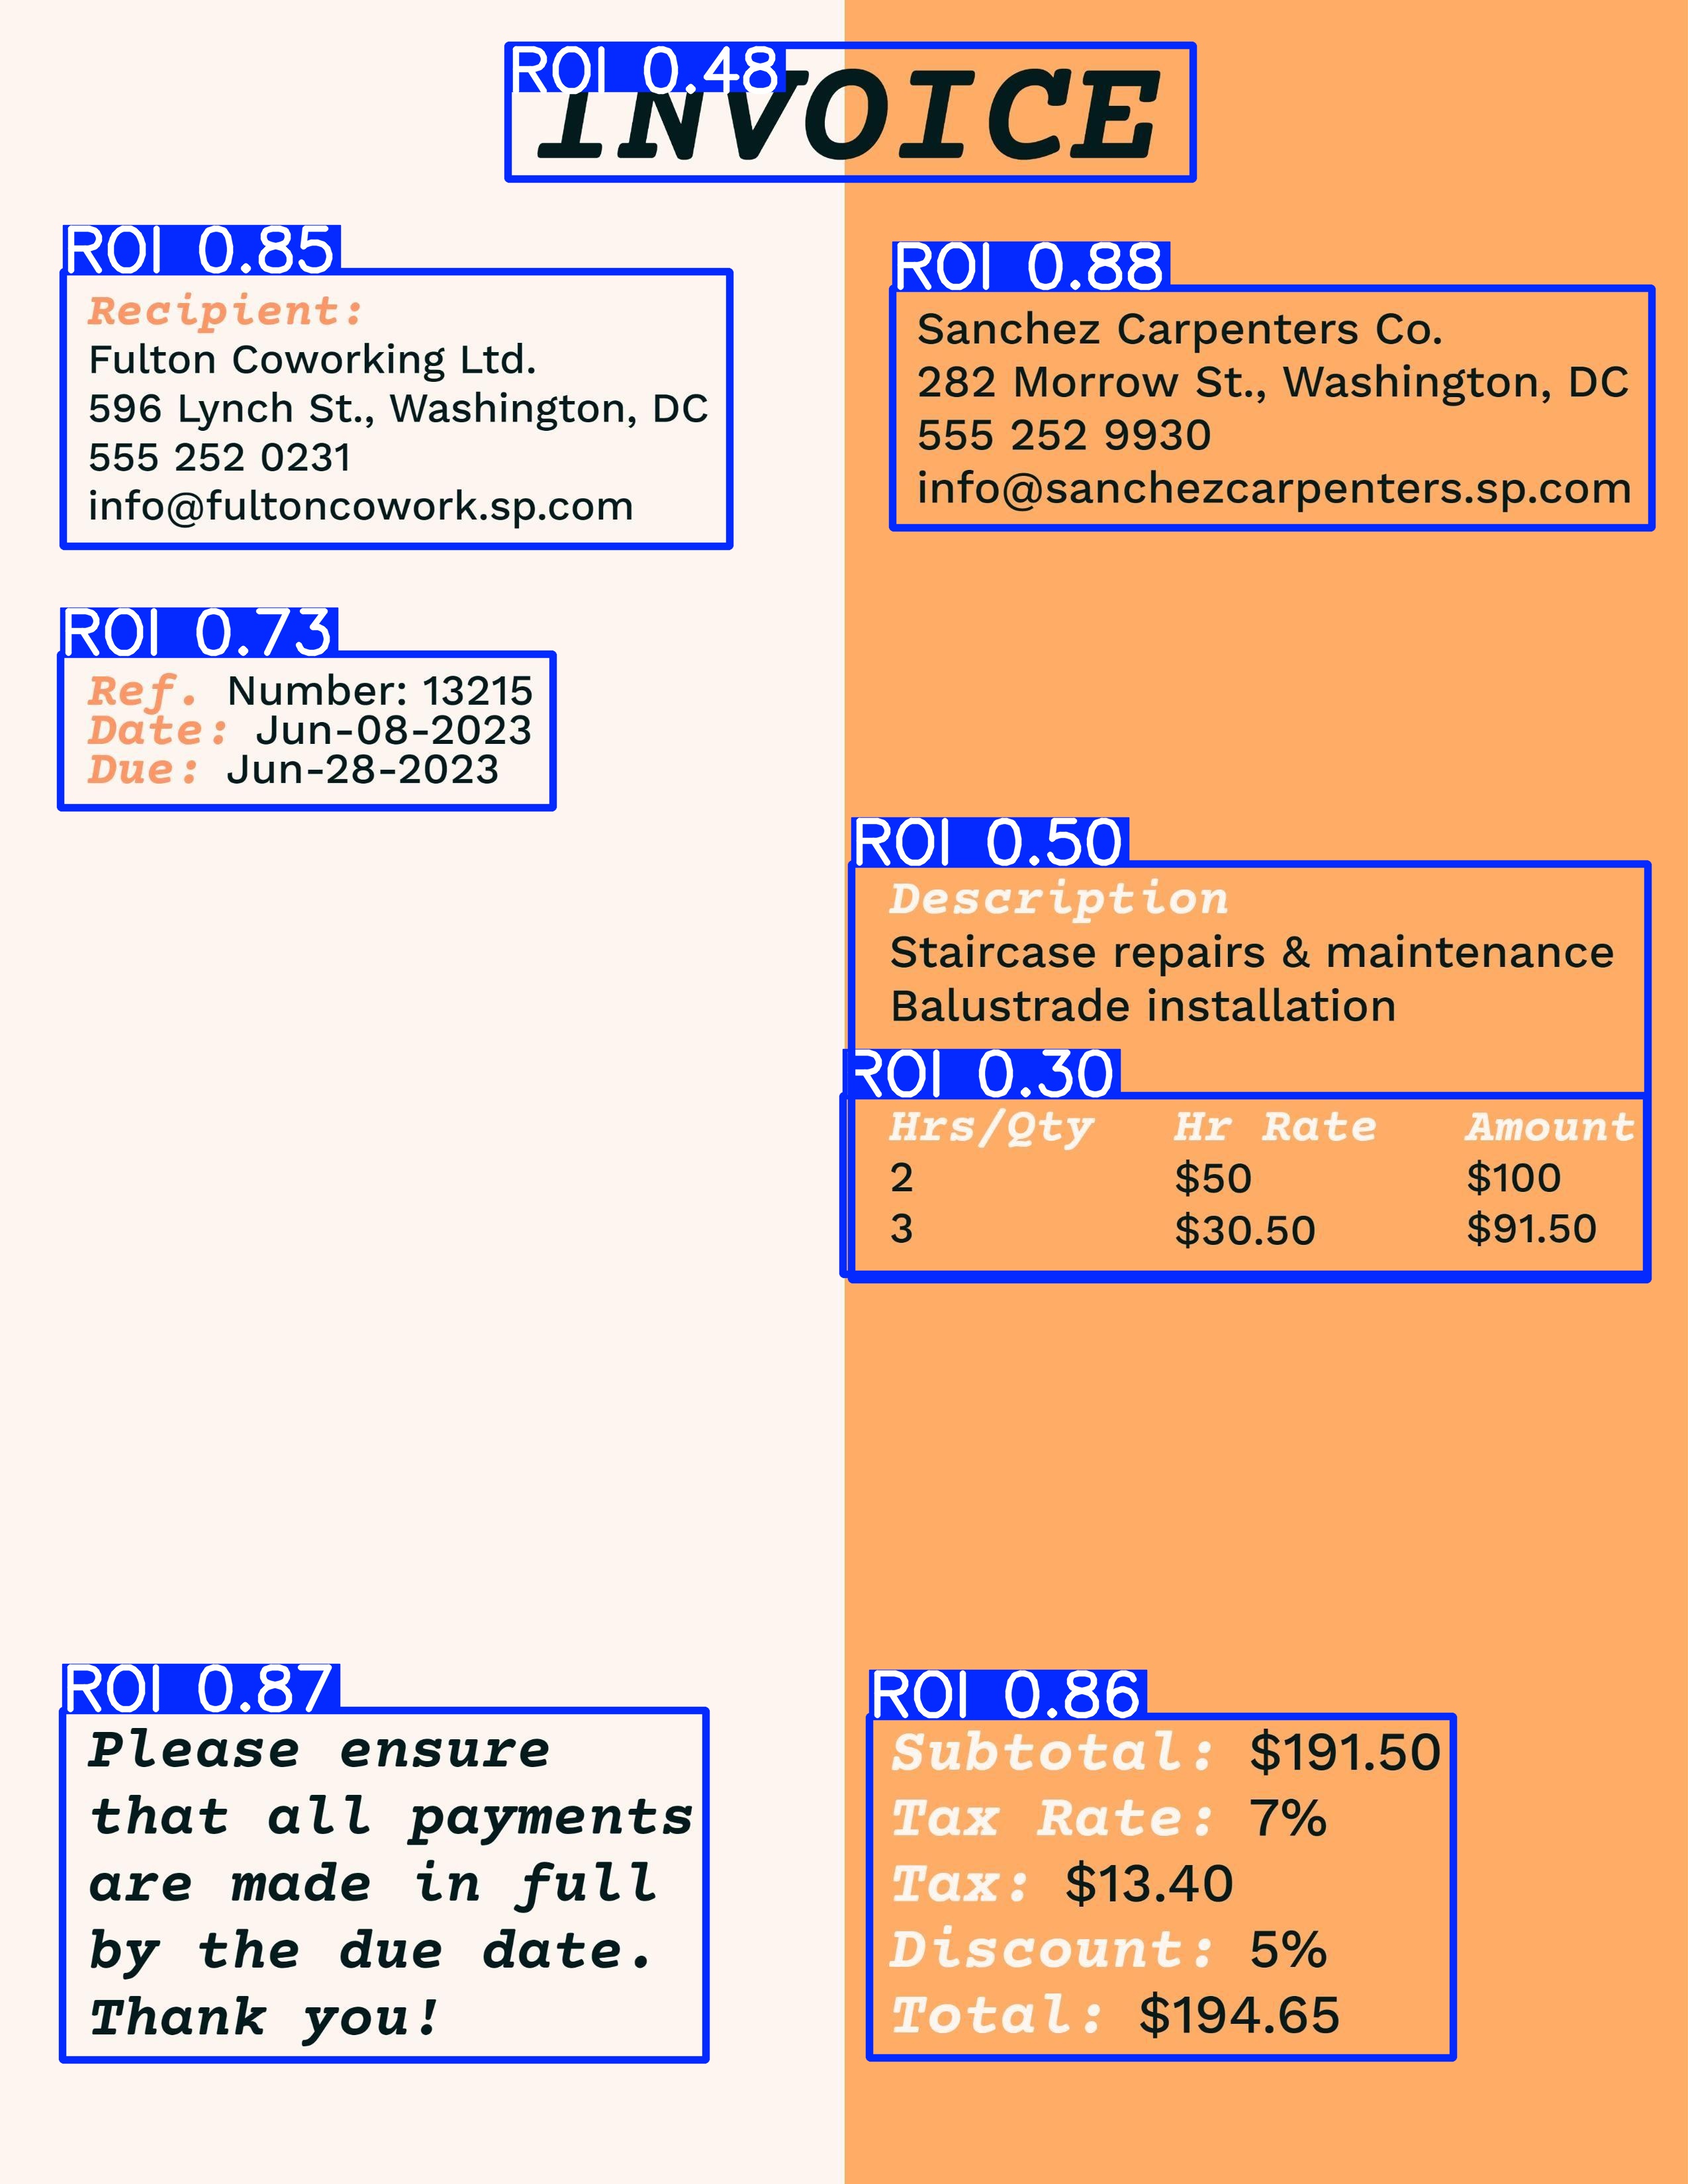 ROI 0.48
INVOICE
ROI 0.85
Recipient:
Fulton Coworking Ltd.
596 Lynch St., Washington, DC
555 252 0231
info@fultoncowork.sp.com
ROI 0.88
Sanchez Carpenters Co.
282 Morrow St., Washington, DC
555 252 9930
info@sanchezcarpenters.sp.com
ROI 0.73
Ref. Number: 13215
Date: Jun-08-2023
Due: Jun-28-2023
ROI 0.50
Description
Staircase repairs & maintenance
Balustrade installation
ROI 0.30
Hrs/Qty Hr Rate Amount
2 $50 $100
3 $30.50 $91.50
ROI 0.87
Please ensure
that all payments
are made in full
by the due date.
Thank you!
ROI 0.86
Subtotal: $191.50
Tax Rate: 7%
Tax: $13.40
Discount: 5%
Total: $194.65